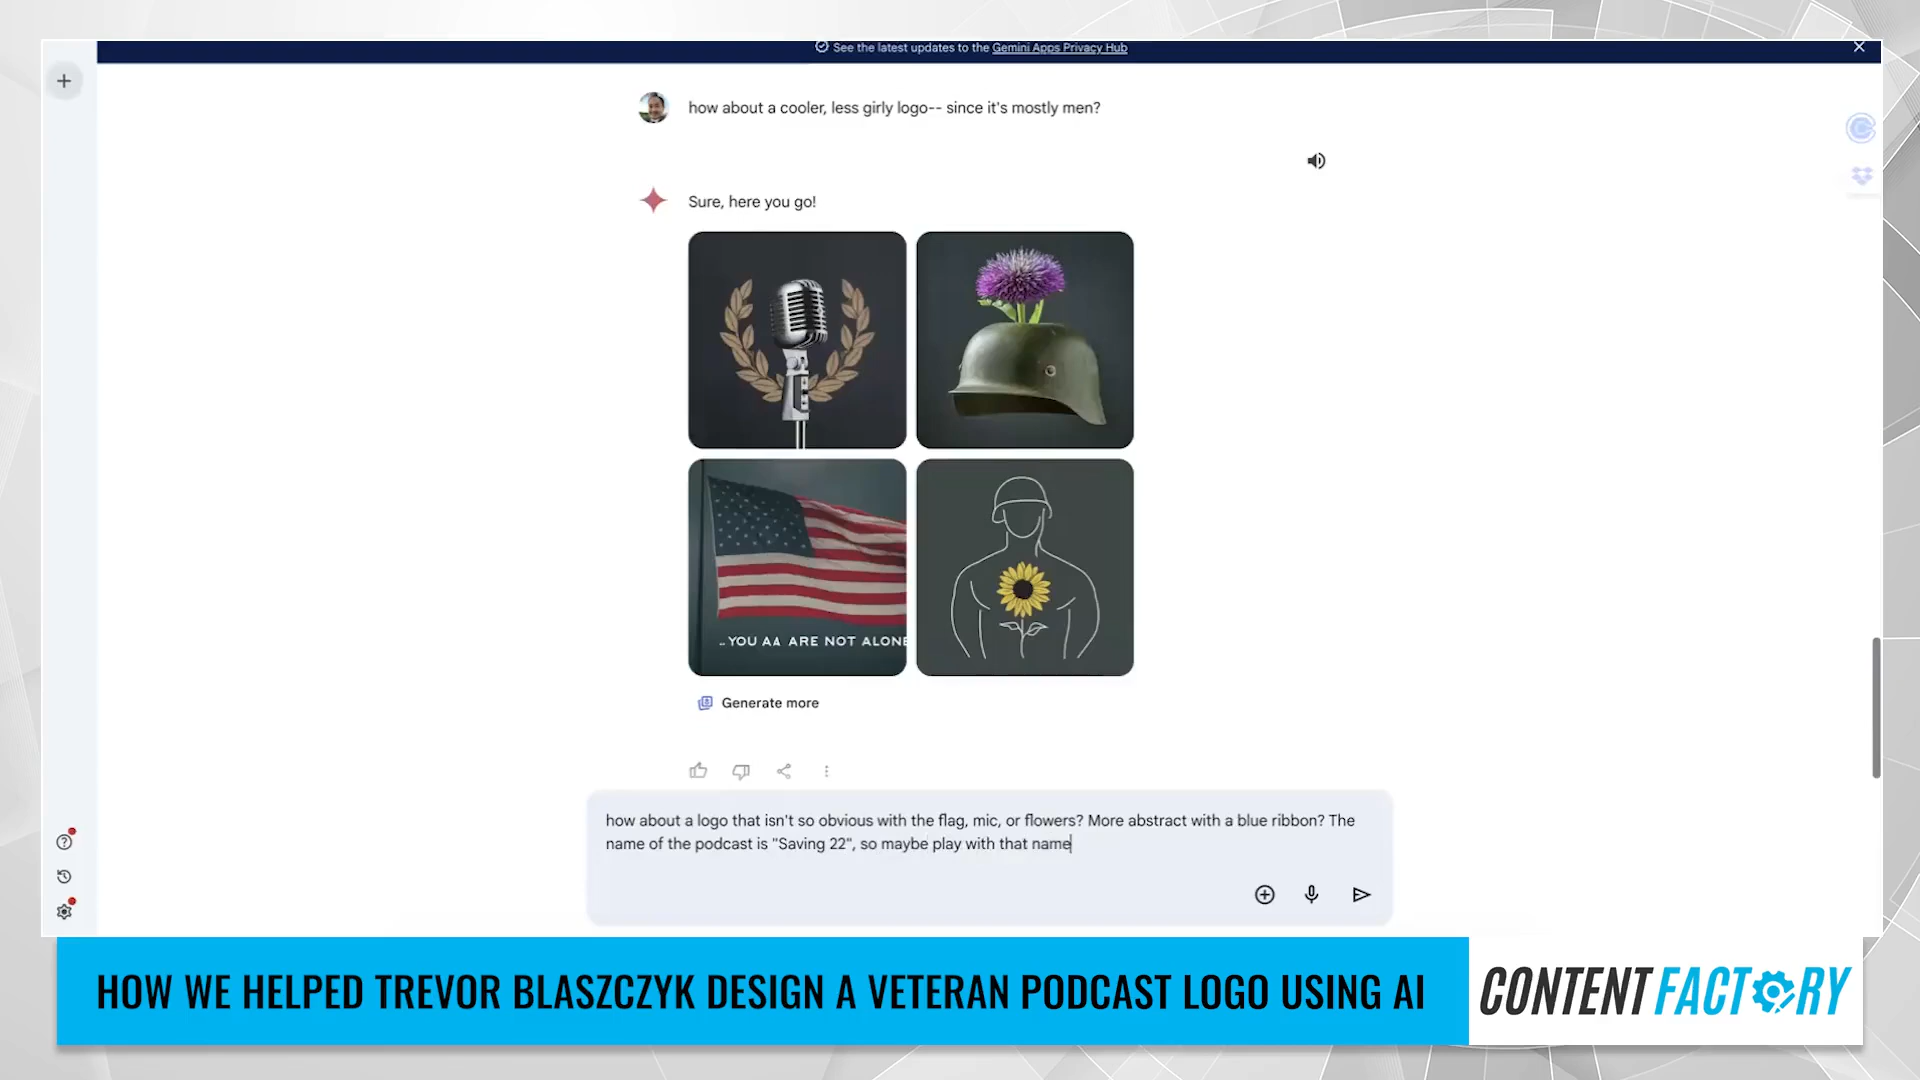 See the latest updates to the Gemini Apps Privacy Hub
how about a cooler, less girly logo-- since it's mostly men?
Sure, here you go!
..YOU AA ARE NOT ALONE
Generate more
how about a logo that isn't so obvious with the flag, mic, or flowers? More abstract with a blue ribbon? The
name of the podcast is "Saving 22", so maybe play with that name
HOW WE HELPED TREVOR BLASZCZYK DESIGN A VETERAN PODCAST LOGO USING AI
CONTENT FACTORY